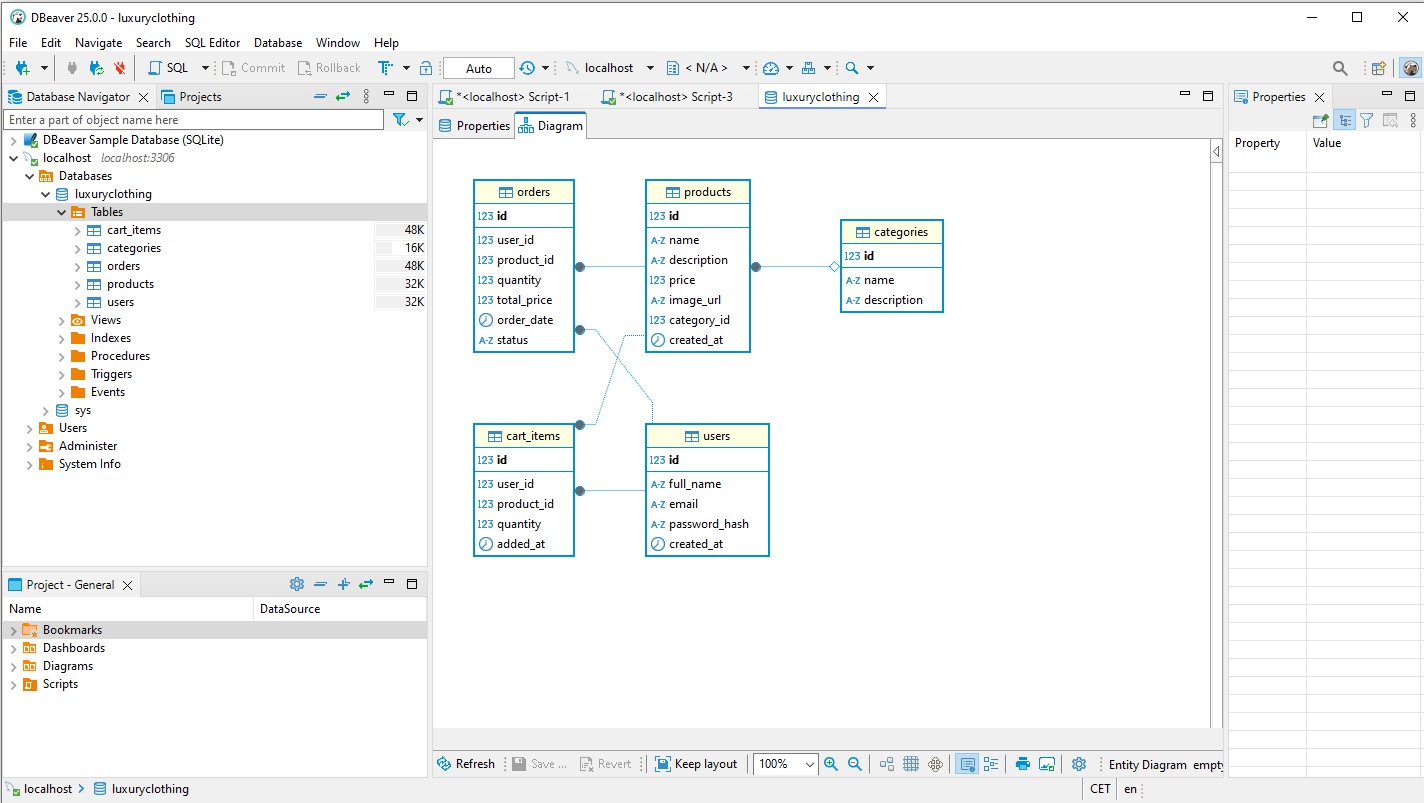 DBeaver 25.0.0 - luxuryclothing
File Edit Navigate Search SQL Editor Database Window Help
SQL Commit Rollback Auto localhost < N/A >
Database Navigator Projects
Enter a part of object name here
DBeaver Sample Database (SQLite)
localhost localhost:3306
Databases
luxuryclothing
Tables
cart_items 48K
categories 16K
orders 48K
products 32K
users 32K
Views
Indexes
Procedures
Triggers
Events
sys
Users
Administer
System Info
Project - General
Name DataSource
Bookmarks
Dashboards
Diagrams
Scripts
*<localhost> Script-1 *<localhost> Script-3 luxuryclothing
Properties Diagram
orders
123 id
123 user_id
123 product_id
123 quantity
123 total_price
order_date
A-Z status
products
123 id
A-Z name
A-Z description
123 price
A-Z image_url
123 category_id
created_at
categories
123 id
A-Z name
A-Z description
cart_items
123 id
123 user_id
123 product_id
123 quantity
added_at
users
123 id
A-Z full_name
A-Z email
A-Z password_hash
created_at
Refresh Save ... Revert Keep layout 100% Entity Diagram empty
Properties
Property Value
localhost luxuryclothing CET en